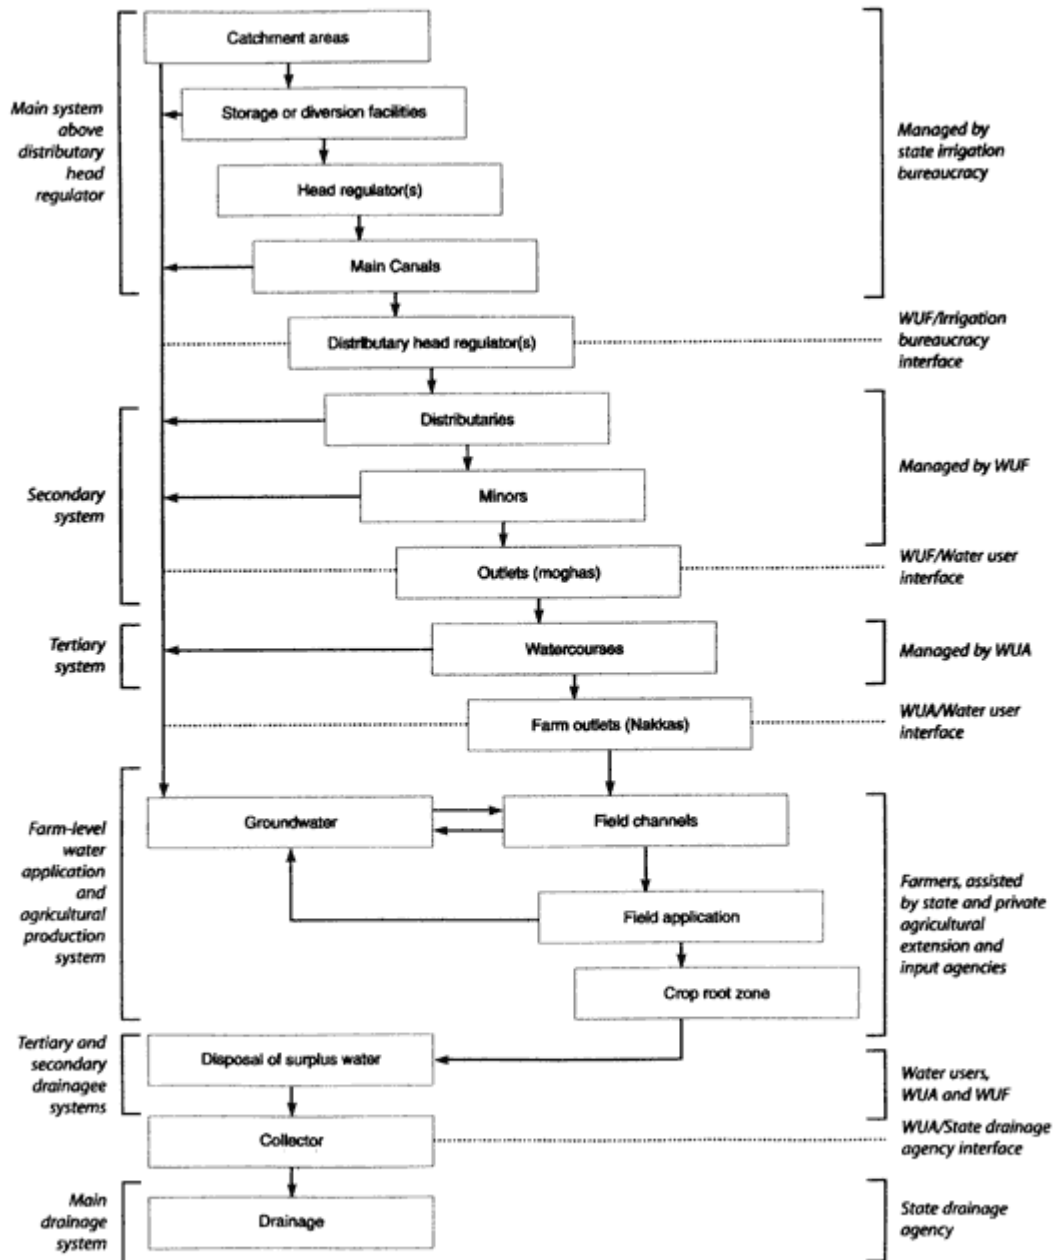 Catchment areas
Main system
above
distributary
head
regulator
Storage or diversion facilities
Managed by
state irrigation
bureaucracy
Head regulator(s)
Main Canals
Distributary head regulator(s)
WUF/Irrigation
bureaucracy
interface
Distributaries
Secondary
system
Minors
Managed by WUF
Outlets (moghas)
WUF/Water user
interface
Tertiary
system
Watercourses
Managed by WUA
Farm outlets (Nakkas)
WUA/Water user
interface
Farm-level
water
application
and
agricultural
production
system
Groundwater
Field channels
Field application
Crop root zone
Farmers, assisted
by state and private
agricultural
extension and
input agencies
Tertiary and
secondary
drainagee
systems
Disposal of surplus water
Water users,
WUA and WUF
Collector
WUA/State drainage
agency interface
Main
drainage
system
Drainage
State drainage
agency